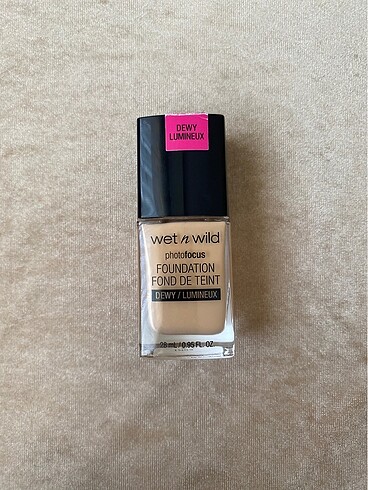 DEWY
LUMINEUX
wet n wild
photofocus
FOUNDATION
FOND DE TEINT
DEWY / LUMINEUX
28 mL / 0.95 FL. OZ.